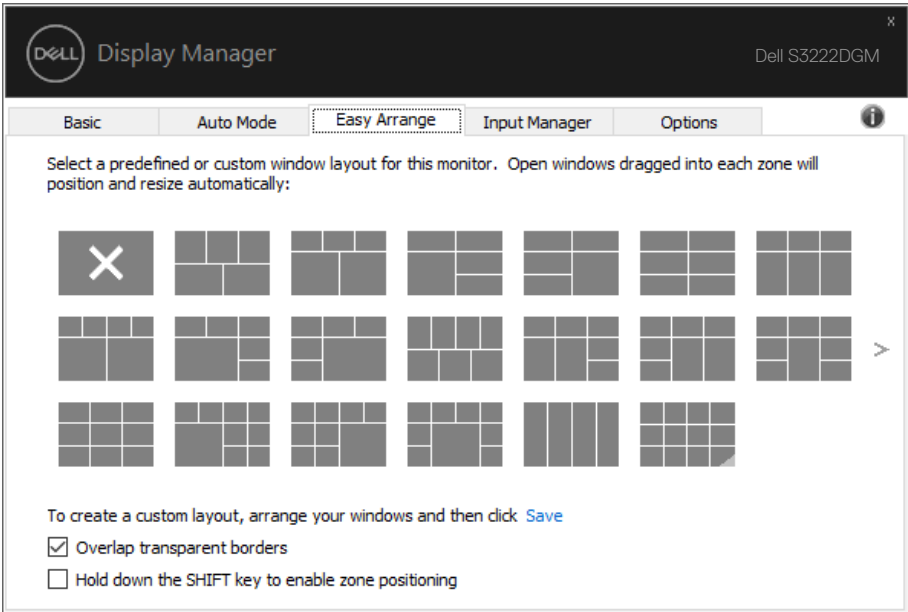 x
DELL Display Manager
Dell S3222DGM
Basic Auto Mode Easy Arrange Input Manager Options
Select a predefined or custom window layout for this monitor. Open windows dragged into each zone will
position and resize automatically:
>
To create a custom layout, arrange your windows and then click Save
Overlap transparent borders
Hold down the SHIFT key to enable zone positioning